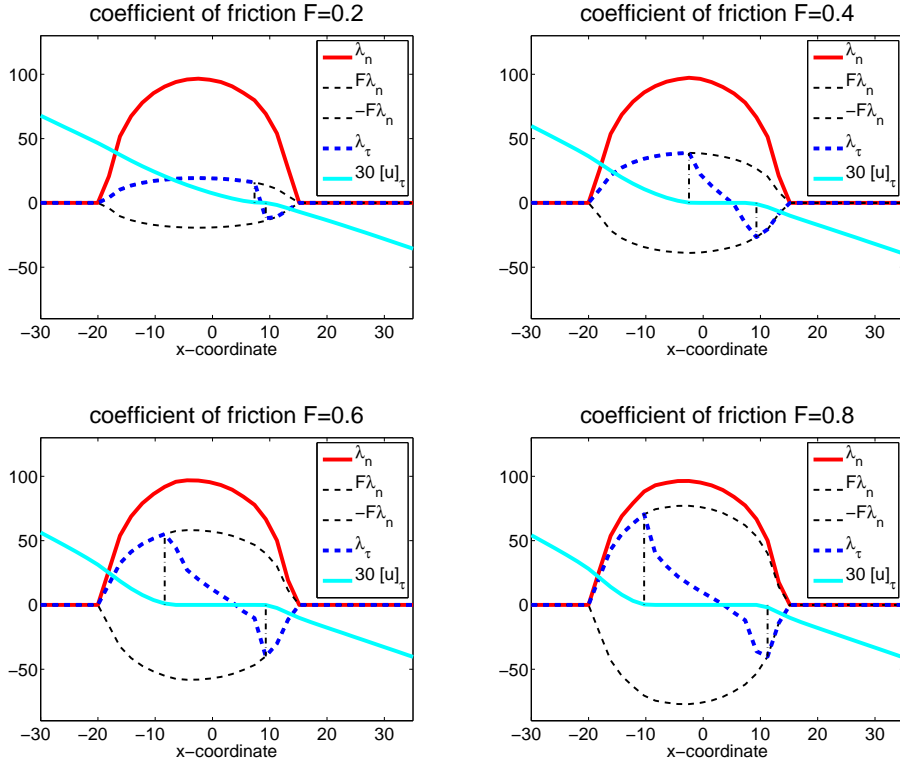 coefficient of friction F=0.2
λn
Fλn
−Fλn
λτ
30 [u]τ
100
50
0
−50
−30 −20 −10 0 10 20 30
x−coordinate
coefficient of friction F=0.4
λn
Fλn
−Fλn
λτ
30 [u]τ
100
50
0
−50
−30 −20 −10 0 10 20 30
x−coordinate
coefficient of friction F=0.6
λn
Fλn
−Fλn
λτ
30 [u]τ
100
50
0
−50
−30 −20 −10 0 10 20 30
x−coordinate
coefficient of friction F=0.8
λn
Fλn
−Fλn
λτ
30 [u]τ
100
50
0
−50
−30 −20 −10 0 10 20 30
x−coordinate